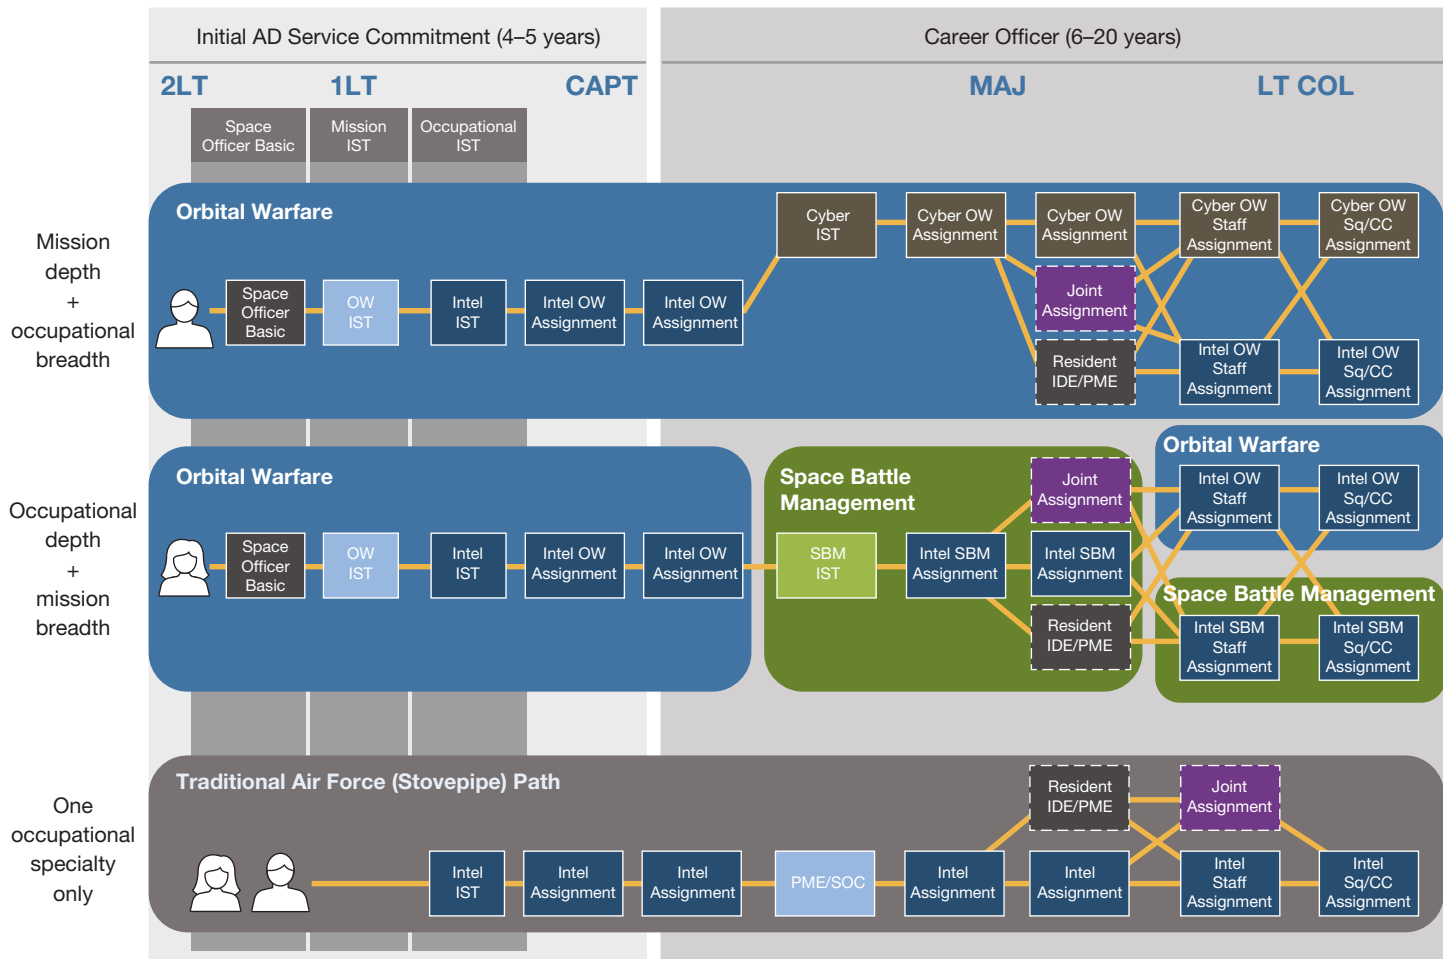 Initial AD Service Commitment (4–5 years)
Career Officer (6–20 years)
2LT
1LT
CAPT
MAJ
LT COL
Space
Officer Basic
Mission
IST
Occupational
IST
Mission
depth
+
occupational
breadth
Orbital Warfare
Space
Officer
Basic
OW
IST
Intel
IST
Intel OW
Assignment
Intel OW
Assignment
Cyber
IST
Cyber OW
Assignment
Cyber OW
Assignment
Joint
Assignment
Resident
IDE/PME
Cyber OW
Staff
Assignment
Cyber OW
Sq/CC
Assignment
Intel OW
Staff
Assignment
Intel OW
Sq/CC
Assignment
Occupational
depth
+
mission
breadth
Orbital Warfare
Space
Officer
Basic
OW
IST
Intel
IST
Intel OW
Assignment
Intel OW
Assignment
Space Battle
Management
SBM
IST
Intel SBM
Assignment
Joint
Assignment
Intel SBM
Assignment
Resident
IDE/PME
Orbital Warfare
Intel OW
Staff
Assignment
Intel OW
Sq/CC
Assignment
Space Battle Management
Intel SBM
Staff
Assignment
Intel SBM
Sq/CC
Assignment
One
occupational
specialty
only
Traditional Air Force (Stovepipe) Path
Intel
IST
Intel
Assignment
Intel
Assignment
PME/SOC
Intel
Assignment
Resident
IDE/PME
Intel
Assignment
Joint
Assignment
Intel
Staff
Assignment
Intel
Sq/CC
Assignment